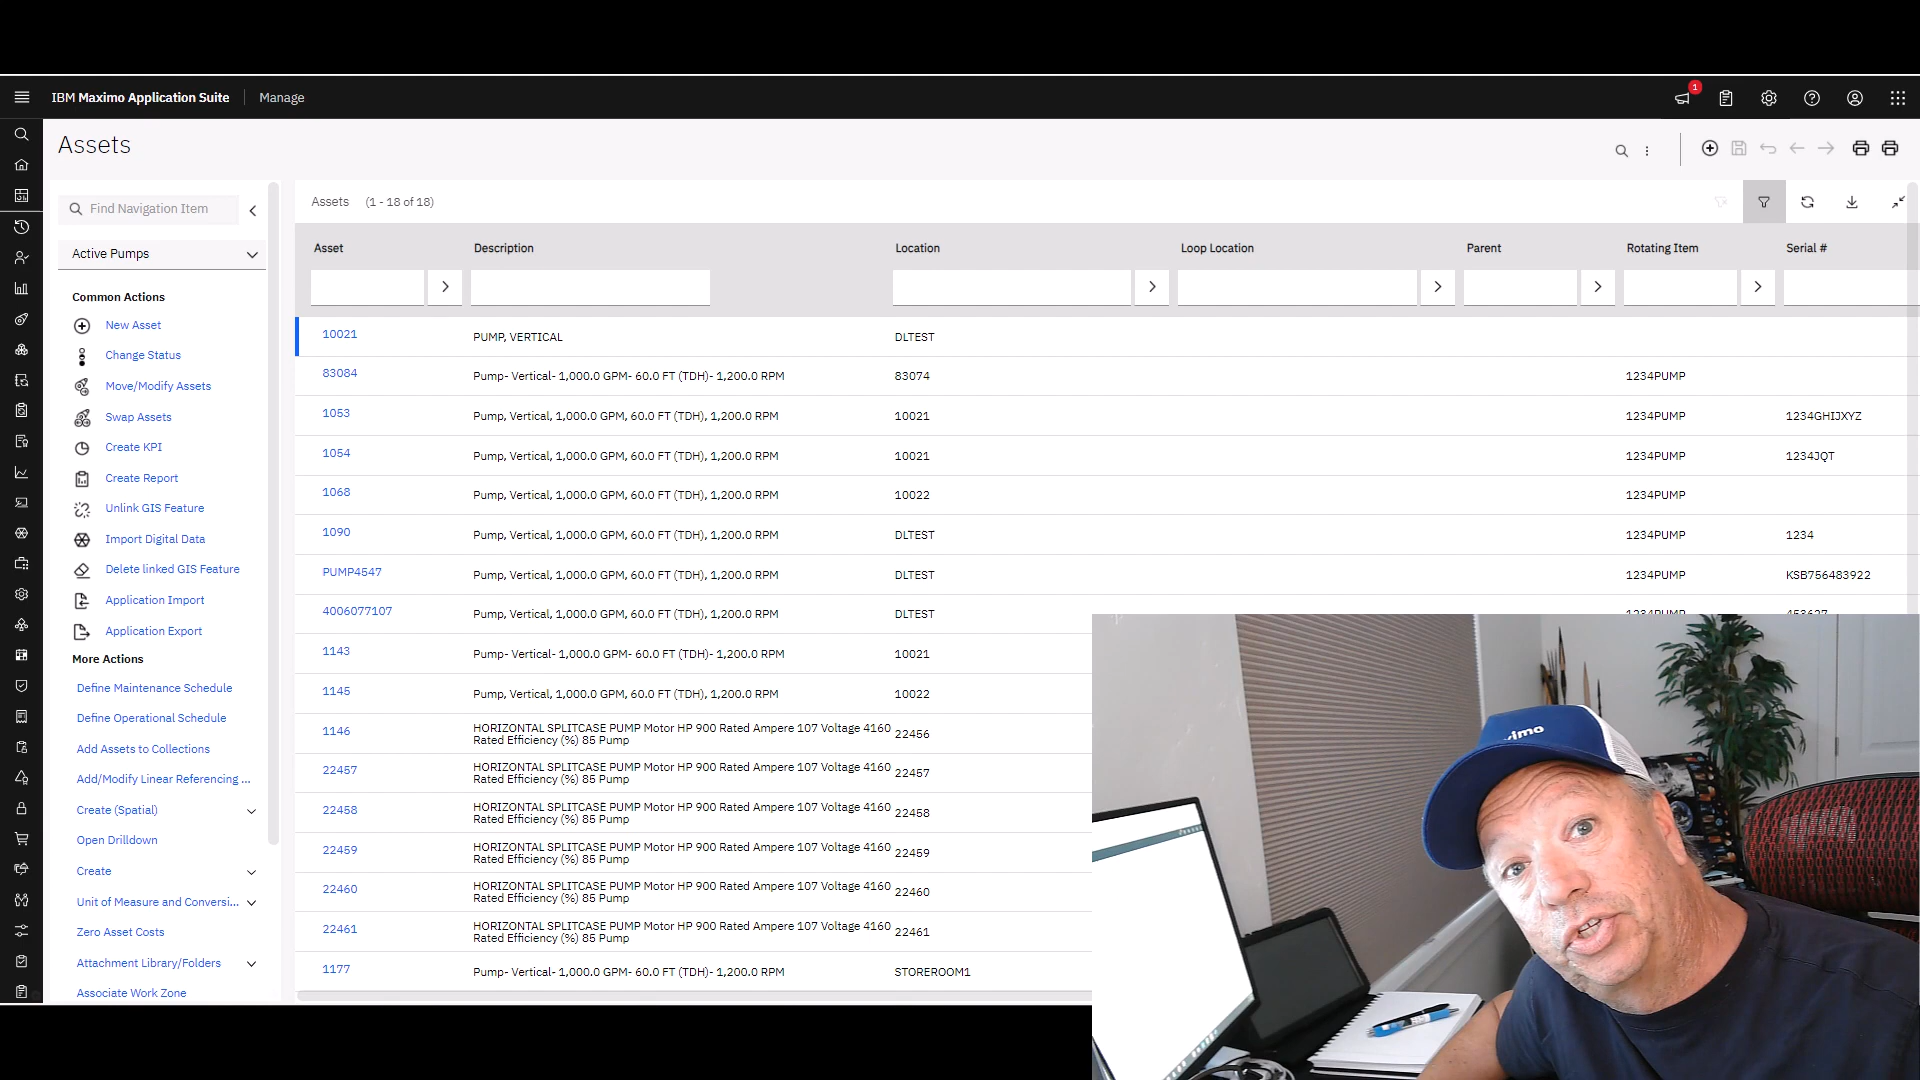 IBM Maximo Application Suite Manage 1
Assets
Find Navigation Item
Active Pumps
Common Actions
New Asset
Change Status
Move/Modify Assets
Swap Assets
Create KPI
Create Report
Unlink GIS Feature
Import Digital Data
Delete linked GIS Feature
Application Import
Application Export
More Actions
Define Maintenance Schedule
Define Operational Schedule
Add Assets to Collections
Add/Modify Linear Referencing ...
Create (Spatial)
Open Drilldown
Create
Unit of Measure and Conversi...
Zero Asset Costs
Attachment Library/Folders
Associate Work Zone
Assets (1 - 18 of 18)
Asset Description Location Loop Location Parent Rotating Item Serial #
10021 PUMP, VERTICAL DLTEST
83084 Pump- Vertical- 1,000.0 GPM- 60.0 FT (TDH)- 1,200.0 RPM 83074 1234PUMP
1053 Pump, Vertical, 1,000.0 GPM, 60.0 FT (TDH), 1,200.0 RPM 10021 1234PUMP 1234GHIJXYZ
1054 Pump, Vertical, 1,000.0 GPM, 60.0 FT (TDH), 1,200.0 RPM 10021 1234PUMP 1234JQT
1068 Pump, Vertical, 1,000.0 GPM, 60.0 FT (TDH), 1,200.0 RPM 10022 1234PUMP
1090 Pump, Vertical, 1,000.0 GPM, 60.0 FT (TDH), 1,200.0 RPM DLTEST 1234PUMP 1234
PUMP4547 Pump, Vertical, 1,000.0 GPM, 60.0 FT (TDH), 1,200.0 RPM DLTEST 1234PUMP KSB756483922
4006077107 Pump, Vertical, 1,000.0 GPM, 60.0 FT (TDH), 1,200.0 RPM DLTEST 1234PUMP
1143 Pump- Vertical- 1,000.0 GPM- 60.0 FT (TDH)- 1,200.0 RPM 10021
1145 Pump, Vertical, 1,000.0 GPM, 60.0 FT (TDH), 1,200.0 RPM 10022
1146 HORIZONTAL SPLITCASE PUMP Motor HP 900 Rated Ampere 107 Voltage 4160 22456
Rated Efficiency (%) 85 Pump
22457 HORIZONTAL SPLITCASE PUMP Motor HP 900 Rated Ampere 107 Voltage 4160 22457
Rated Efficiency (%) 85 Pump
22458 HORIZONTAL SPLITCASE PUMP Motor HP 900 Rated Ampere 107 Voltage 4160 22458
Rated Efficiency (%) 85 Pump
22459 HORIZONTAL SPLITCASE PUMP Motor HP 900 Rated Ampere 107 Voltage 4160 22459
Rated Efficiency (%) 85 Pump
22460 HORIZONTAL SPLITCASE PUMP Motor HP 900 Rated Ampere 107 Voltage 4160 22460
Rated Efficiency (%) 85 Pump
22461 HORIZONTAL SPLITCASE PUMP Motor HP 900 Rated Ampere 107 Voltage 4160 22461
Rated Efficiency (%) 85 Pump
1177 Pump- Vertical- 1,000.0 GPM- 60.0 FT (TDH)- 1,200.0 RPM STOREROOM1